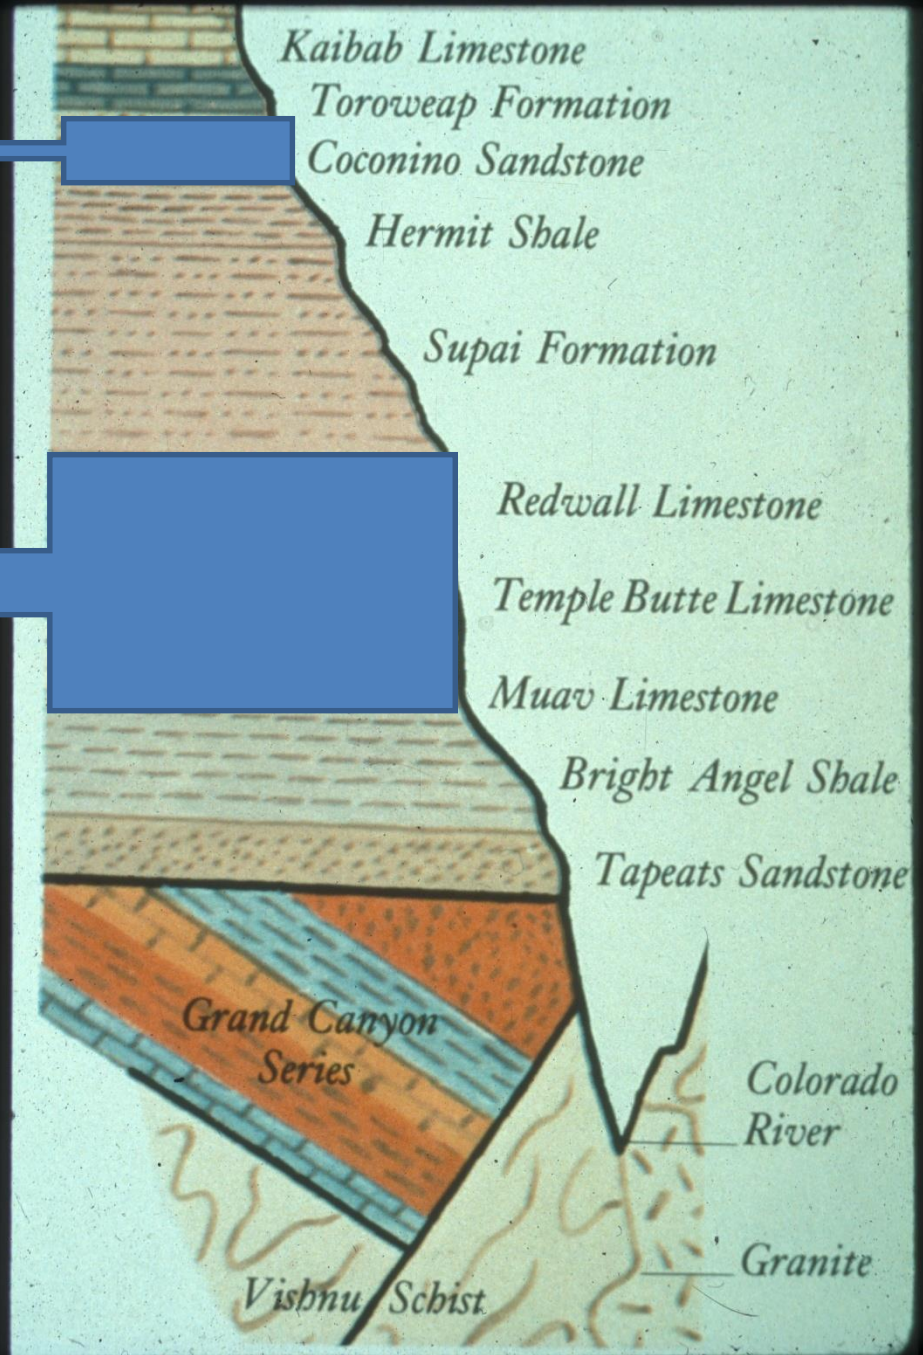 Kaibab Limestone
Toroweap Formation
Coconino Sandstone
Hermit Shale
Supai Formation
Redwall Limestone
Temple Butte Limestone
Muav Limestone
Bright Angel Shale
Tapeats Sandstone
Grand Canyon
Series
Colorado
River
Granite
Vishnu Schist